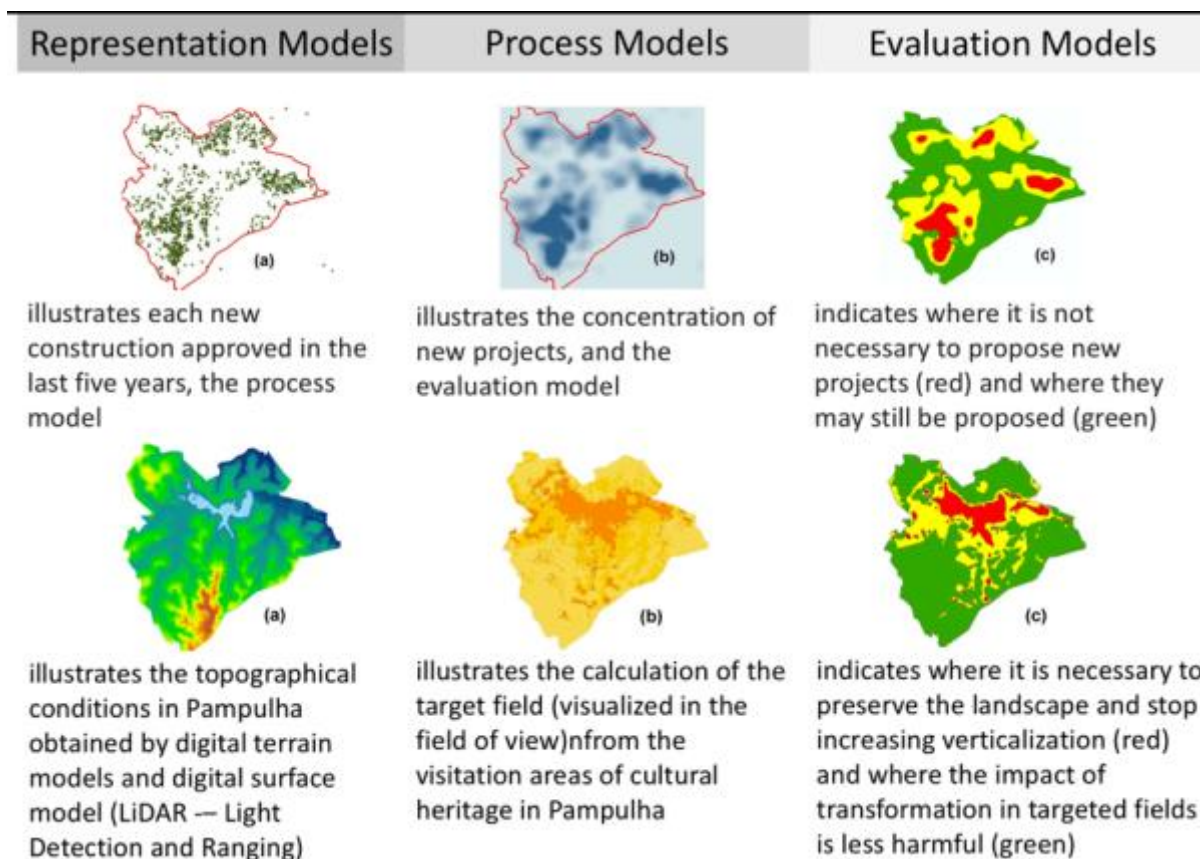 Representation Models
Process Models
Evaluation Models
(a)
(b)
(c)
illustrates each new
construction approved in the
last five years, the process
model
illustrates the concentration of
new projects, and the
evaluation model
indicates where it is not
necessary to propose new
projects (red) and where they
may still be proposed (green)
(a)
(b)
(c)
illustrates the topographical
conditions in Pampulha
obtained by digital terrain
models and digital surface
model (LiDAR -– Light
Detection and Ranging)
illustrates the calculation of the
target field (visualized in the
field of view)nfrom the
visitation areas of cultural
heritage in Pampulha
indicates where it is necessary to
preserve the landscape and stop
increasing verticalization (red)
and where the impact of
transformation in targeted fields
is less harmful (green)